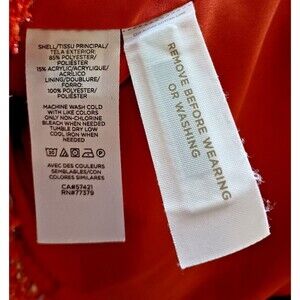 SHELL/TISSU PRINCIPAL/
TELA EXTERIOR:
85% POLYESTER/
POLYESTER
15% ACRYLIC/ACRYLIQUE/
ACRÍLICO
LINING/DOUBLURE/
FORRO:
100% POLYESTER/
POLYESTER
MACHINE WASH COLD
WITH LIKE COLORS
ONLY NON-CHLORINE
BLEACH WHEN NEEDED
TUMBLE DRY LOW
COOL IRON WHEN
NEEDED
AVEC DES COULEURS
SEMBLABLES/CON
COLORES SIMILARES
CA#57421
RN#77379
REMOVE BEFORE WEARING
OR WASHING